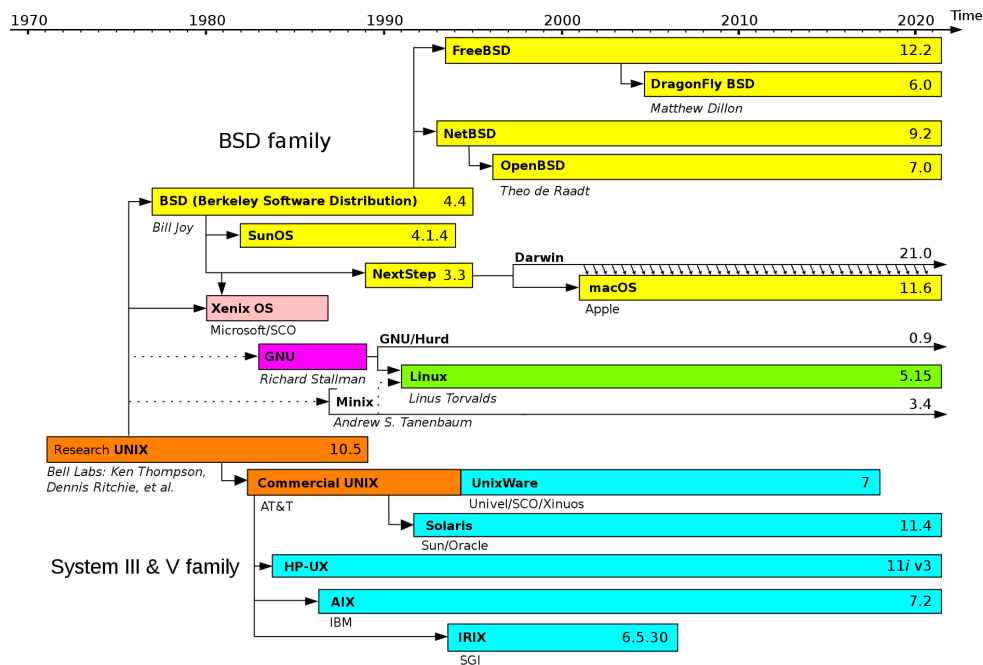 1970 1980 1990 2000 2010 2020 Time
FreeBSD 12.2
DragonFly BSD 6.0
Matthew Dillon
BSD family
NetBSD 9.2
OpenBSD 7.0
Theo de Raadt
BSD (Berkeley Software Distribution) 4.4
Bill Joy
SunOS 4.1.4
Darwin 21.0
NextStep 3.3
macOS 11.6
Apple
Xenix OS
Microsoft/SCO
GNU/Hurd 0.9
GNU
Richard Stallman
Linux 5.15
Linus Torvalds
Minix 3.4
Andrew S. Tanenbaum
Research UNIX 10.5
Bell Labs: Ken Thompson,
Dennis Ritchie, et al.
Commercial UNIX
AT&T
UnixWare 7
Univel/SCO/Xinuos
Solaris 11.4
Sun/Oracle
System III & V family
HP-UX 11i v3
AIX 7.2
IBM
IRIX 6.5.30
SGI